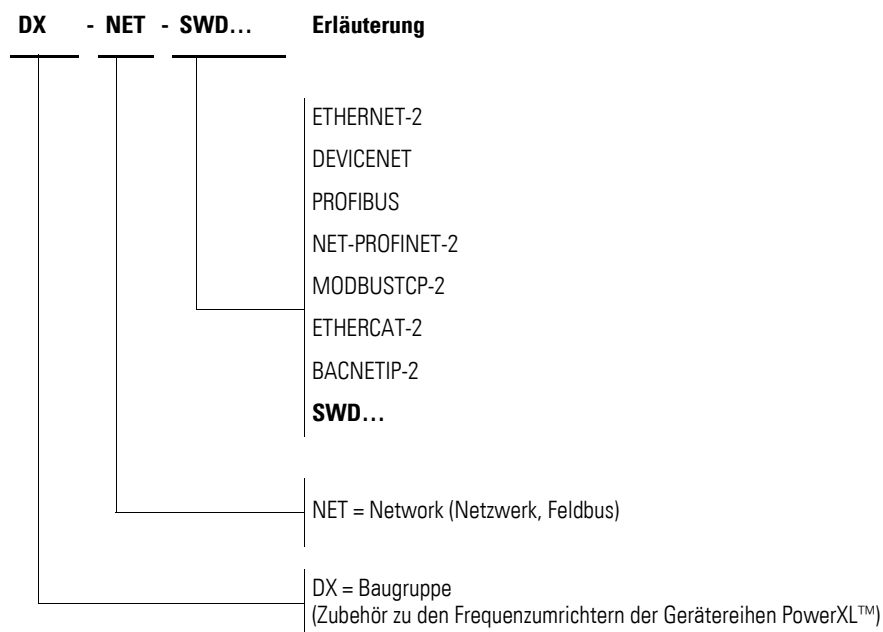 DX - NET - SWD... Erläuterung
ETHERNET-2
DEVICENET
PROFIBUS
NET-PROFINET-2
MODBUSTCP-2
ETHERCAT-2
BACNETIP-2
SWD...
NET = Network (Netzwerk, Feldbus)
DX = Baugruppe
(Zubehör zu den Frequenzumrichtern der Gerätereihen PowerXL™)